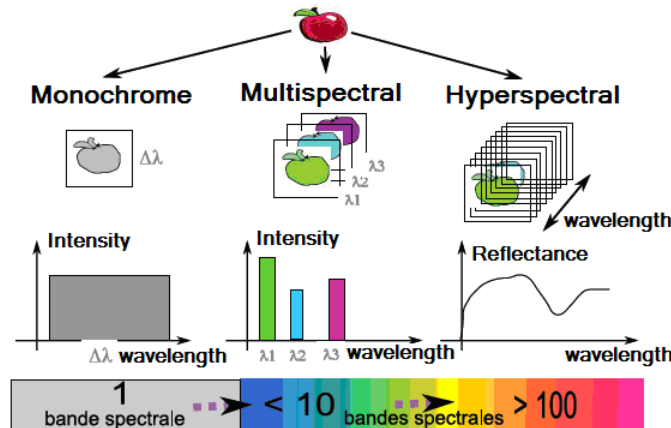 Monochrome
Multispectral
Hyperspectral
Δλ
λ3
λ2
λ1
wavelength
Intensity
Intensity
Reflectance
Δλ wavelength
λ1 λ2 λ3 wavelength
wavelength
1 < 10 > 100
bande spectrale bandes spectrales